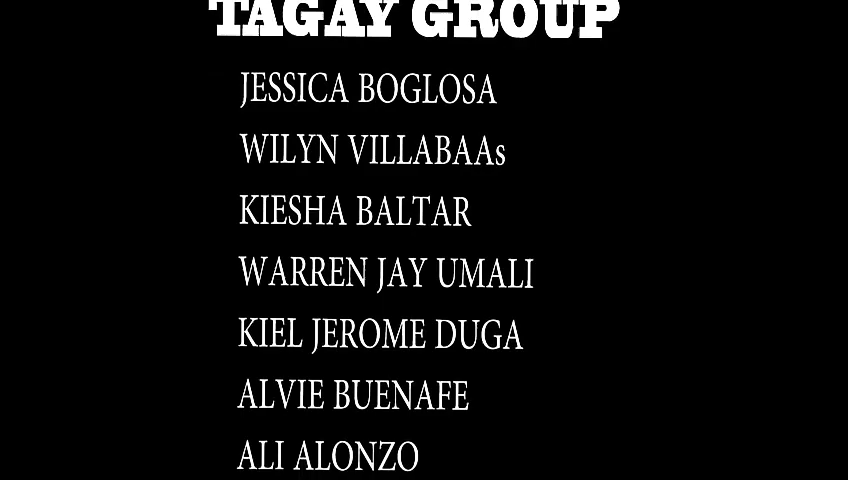 TAGAY GROUP
JESSICA BOGLOSA
WILYN VILLABAAs
KIESHA BALTAR
WARREN JAY UMALI
KIEL JEROME DUGA
ALVIE BUENAFE
ALI ALONZO